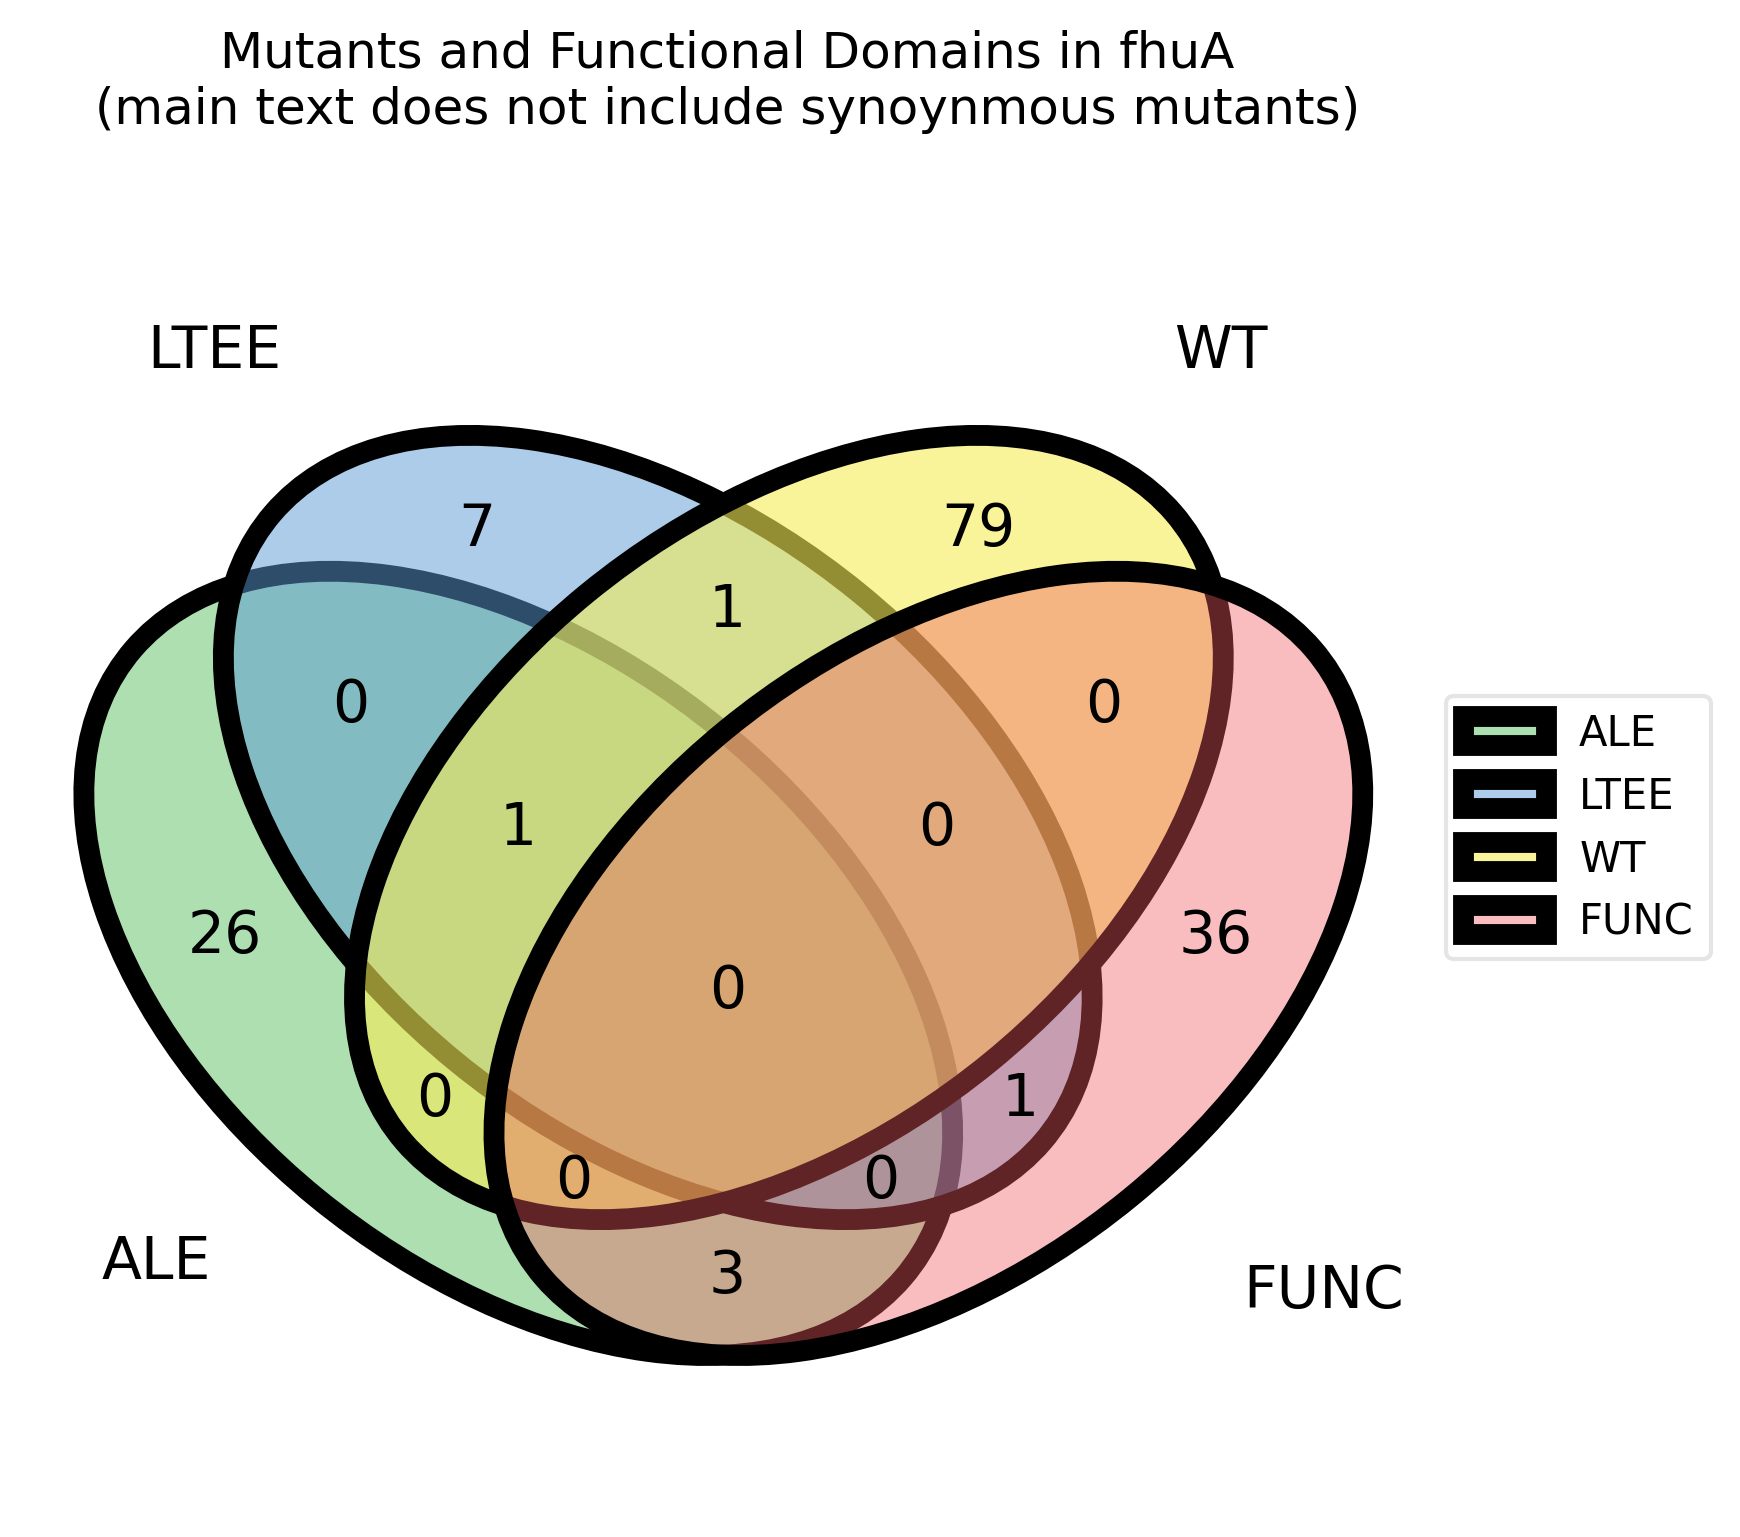 Mutants and Functional Domains in fhuA
(main text does not include synoynmous mutants)
LTEE
WT
7
79
1
0
0
ALE
LTEE
WT
FUNC
1
0
26
36
0
0
1
0
0
ALE
3
FUNC